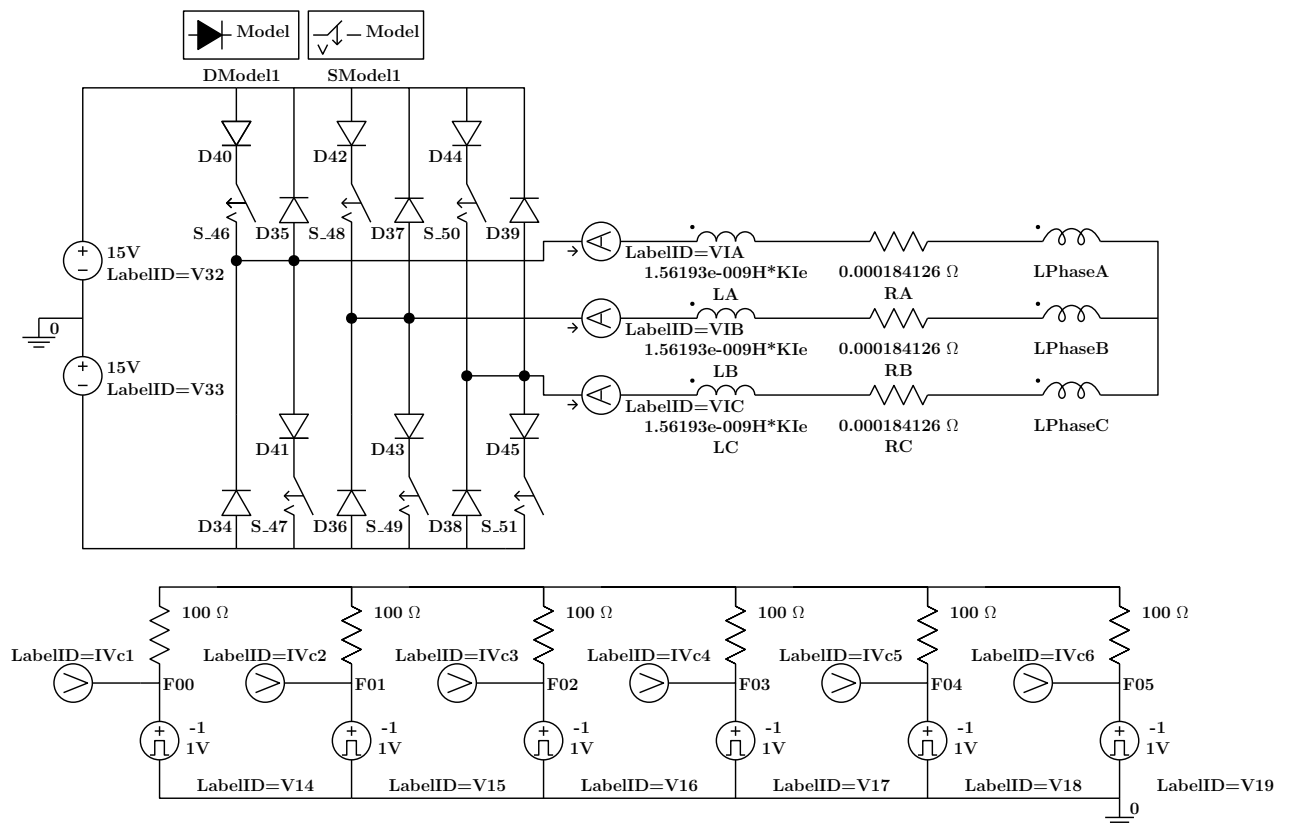 Model
Model
DModel1
SModel1
D40
D42
D44
S_46
D35
S_48
D37
S_50
D39
15V
LabelID=V32
0
15V
LabelID=V33
LabelID=VIA
1.56193e-009H*KIe
LA
0.000184126 Ω
RA
LPhaseA
LabelID=VIB
1.56193e-009H*KIe
LB
0.000184126 Ω
RB
LPhaseB
LabelID=VIC
1.56193e-009H*KIe
LC
0.000184126 Ω
RC
LPhaseC
D41
D43
D45
D34
S_47
D36
S_49
D38
S_51
100 Ω
100 Ω
100 Ω
100 Ω
100 Ω
100 Ω
LabelID=IVc1
LabelID=IVc2
LabelID=IVc3
LabelID=IVc4
LabelID=IVc5
LabelID=IVc6
F00
F01
F02
F03
F04
F05
-1
1V
-1
1V
-1
1V
-1
1V
-1
1V
-1
1V
LabelID=V14
LabelID=V15
LabelID=V16
LabelID=V17
LabelID=V18
LabelID=V19
0